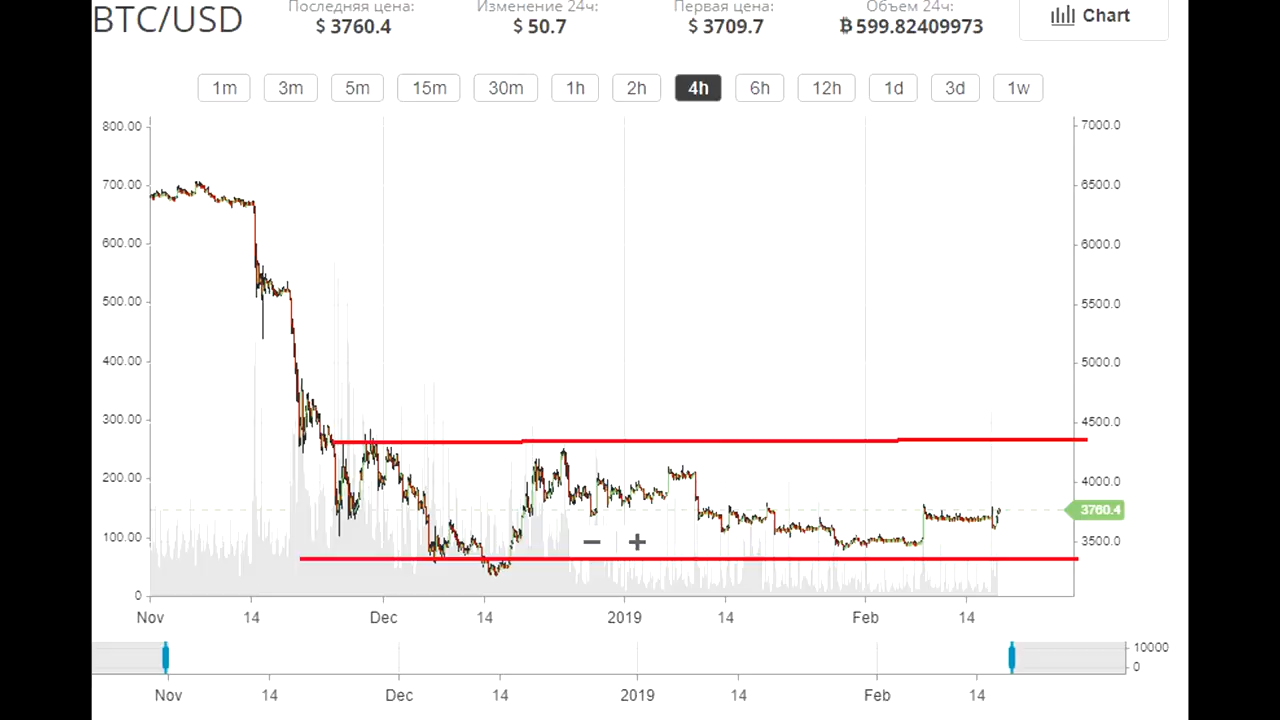 BTC/USD
Последняя цена: Изменение 24ч: Первая цена: Объем 24ч:
$ 3760.4 $ 50.7 $ 3709.7 ฿ 599.82409973
Chart
1m 3m 5m 15m 30m 1h 2h 4h 6h 12h 1d 3d 1w
800.00 7000.0
700.00 6500.0
600.00 6000.0
500.00 5500.0
400.00 5000.0
300.00 4500.0
200.00 4000.0
3760.4
100.00 3500.0
0
Nov 14 Dec 14 2019 14 Feb 14
10000
0
Nov 14 Dec 14 2019 14 Feb 14